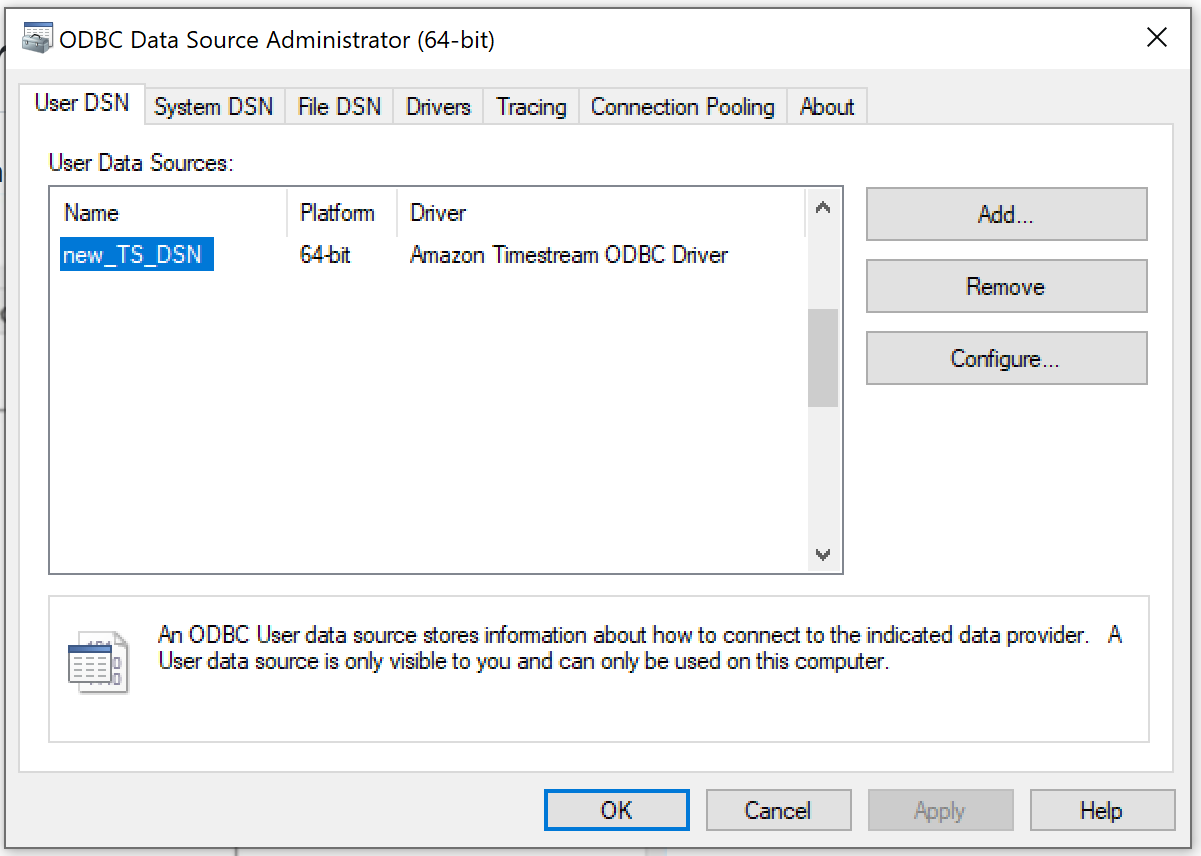 ODBC Data Source Administrator (64-bit)
User DSN System DSN File DSN Drivers Tracing Connection Pooling About
User Data Sources:
Name Platform Driver
new_TS_DSN 64-bit Amazon Timestream ODBC Driver
Add...
Remove
Configure...
An ODBC User data source stores information about how to connect to the indicated data provider. A
User data source is only visible to you and can only be used on this computer.
OK Cancel Apply Help